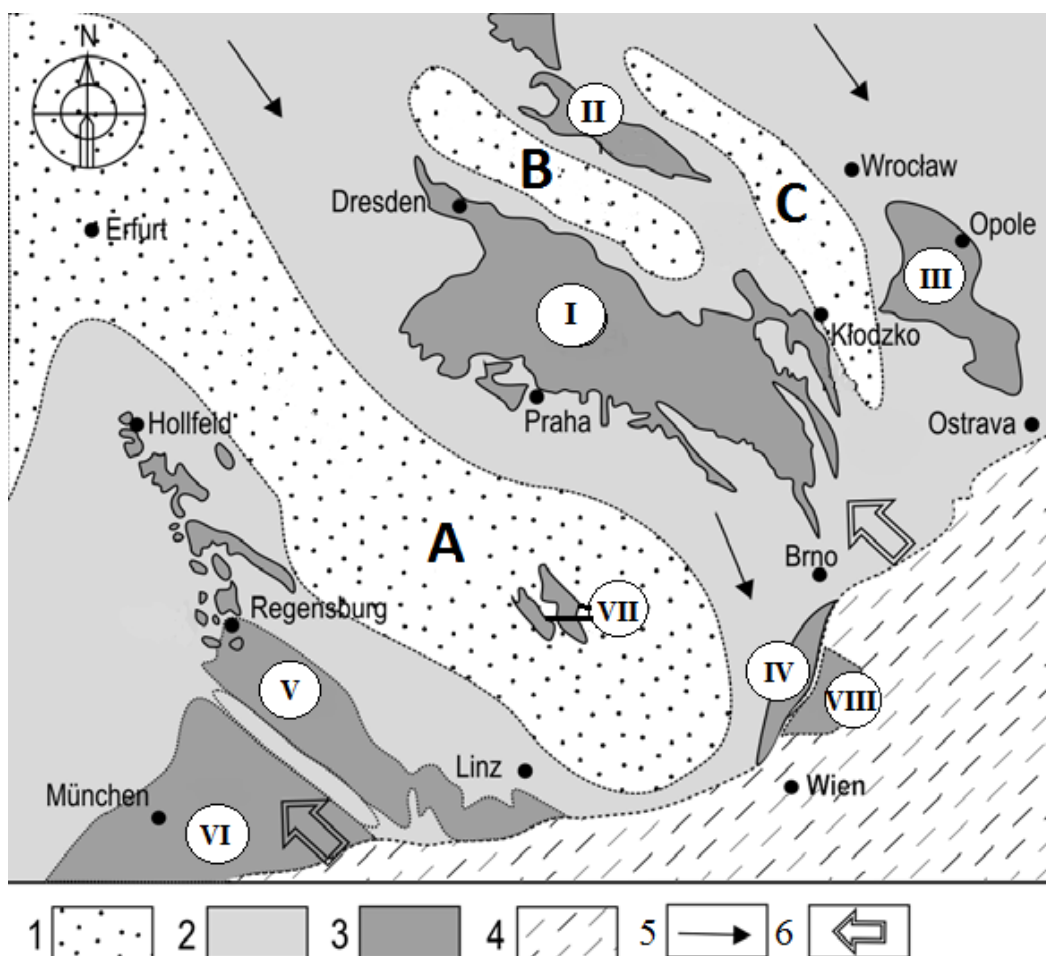 N
II
B
Wrocław
Dresden
C
Opole
Erfurt
III
I
Kłodzko
Praha
Ostrava
Hollfeld
A
Brno
VII
Regensburg
IV
V
VIII
Linz
Wien
München
VI
1 2 3 4 5 6